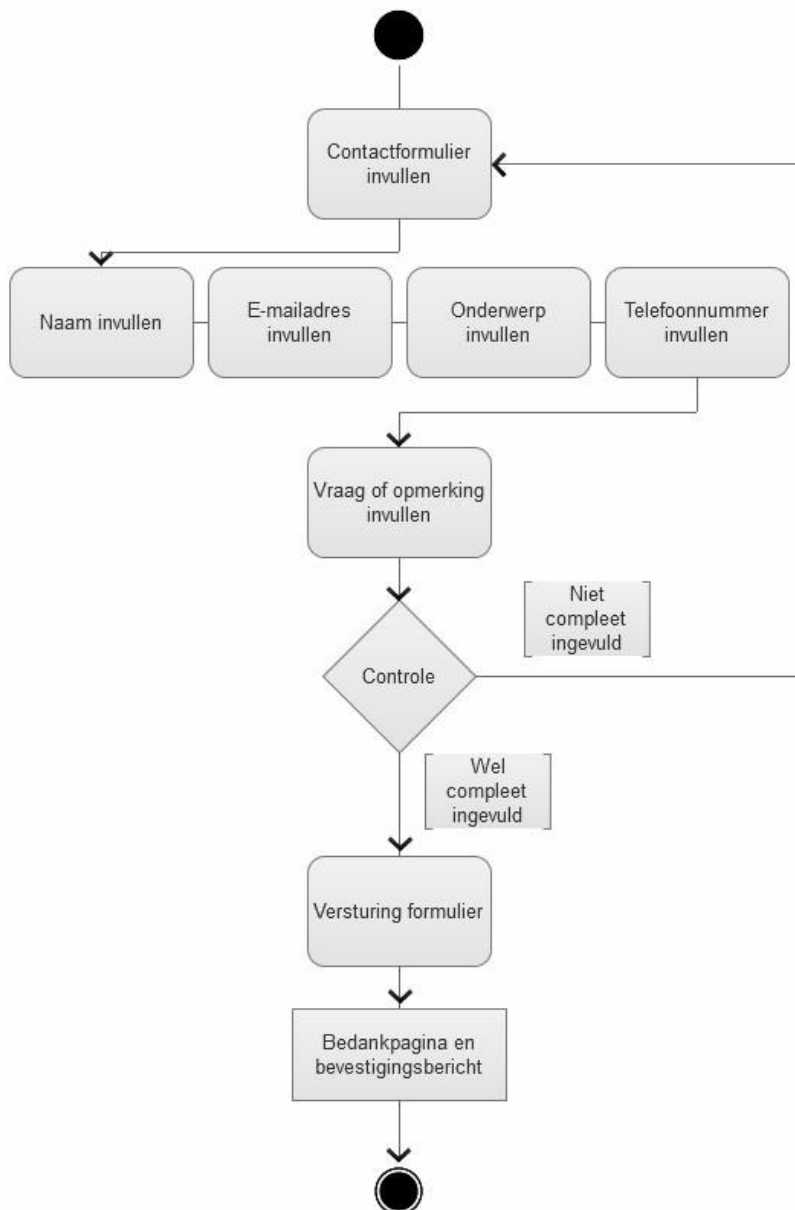 Contactformulier
invullen
Naam invullen
E-mailadres
invullen
Onderwerp
invullen
Telefoonnummer
invullen
Vraag of opmerking
invullen
Niet
compleet
ingevuld
Controle
Wel
compleet
ingevuld
Versturing formulier
Bedankpagina en
bevestigingsbericht